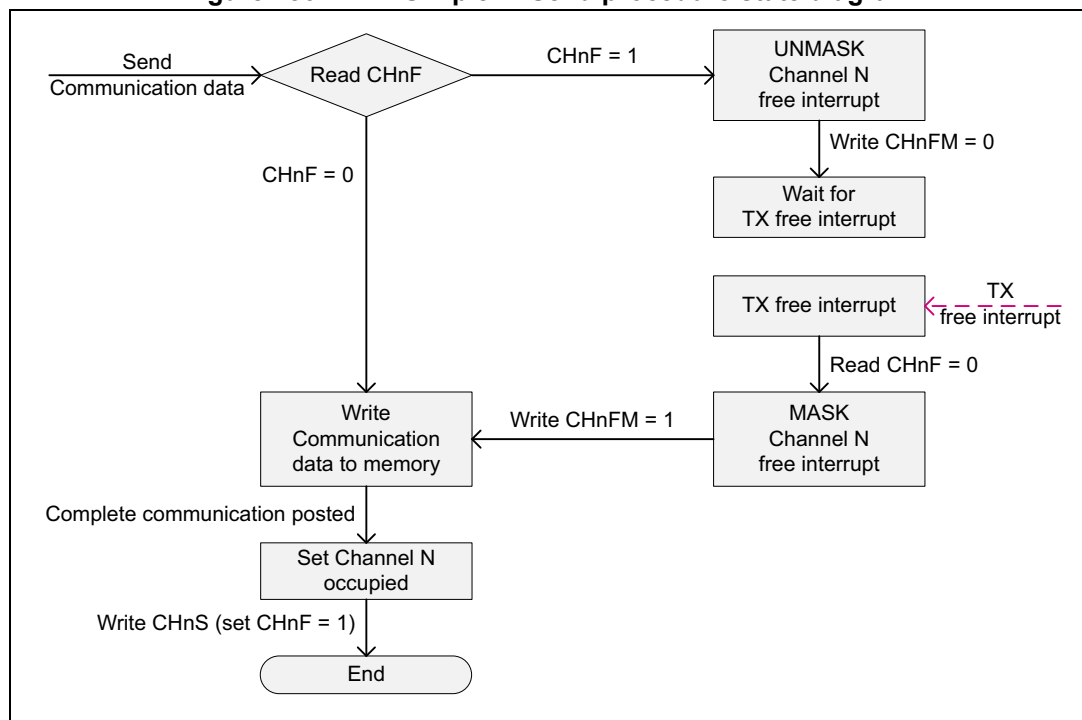 Send
Communication data
Read CHnF
CHnF = 1
UNMASK
Channel N
free interrupt
Write CHnFM = 0
CHnF = 0
Wait for
TX free interrupt
TX free interrupt
TX
free interrupt
Read CHnF = 0
Write
Communication
data to memory
Write CHnFM = 1
MASK
Channel N
free interrupt
Complete communication posted
Set Channel N
occupied
Write CHnS (set CHnF = 1)
End